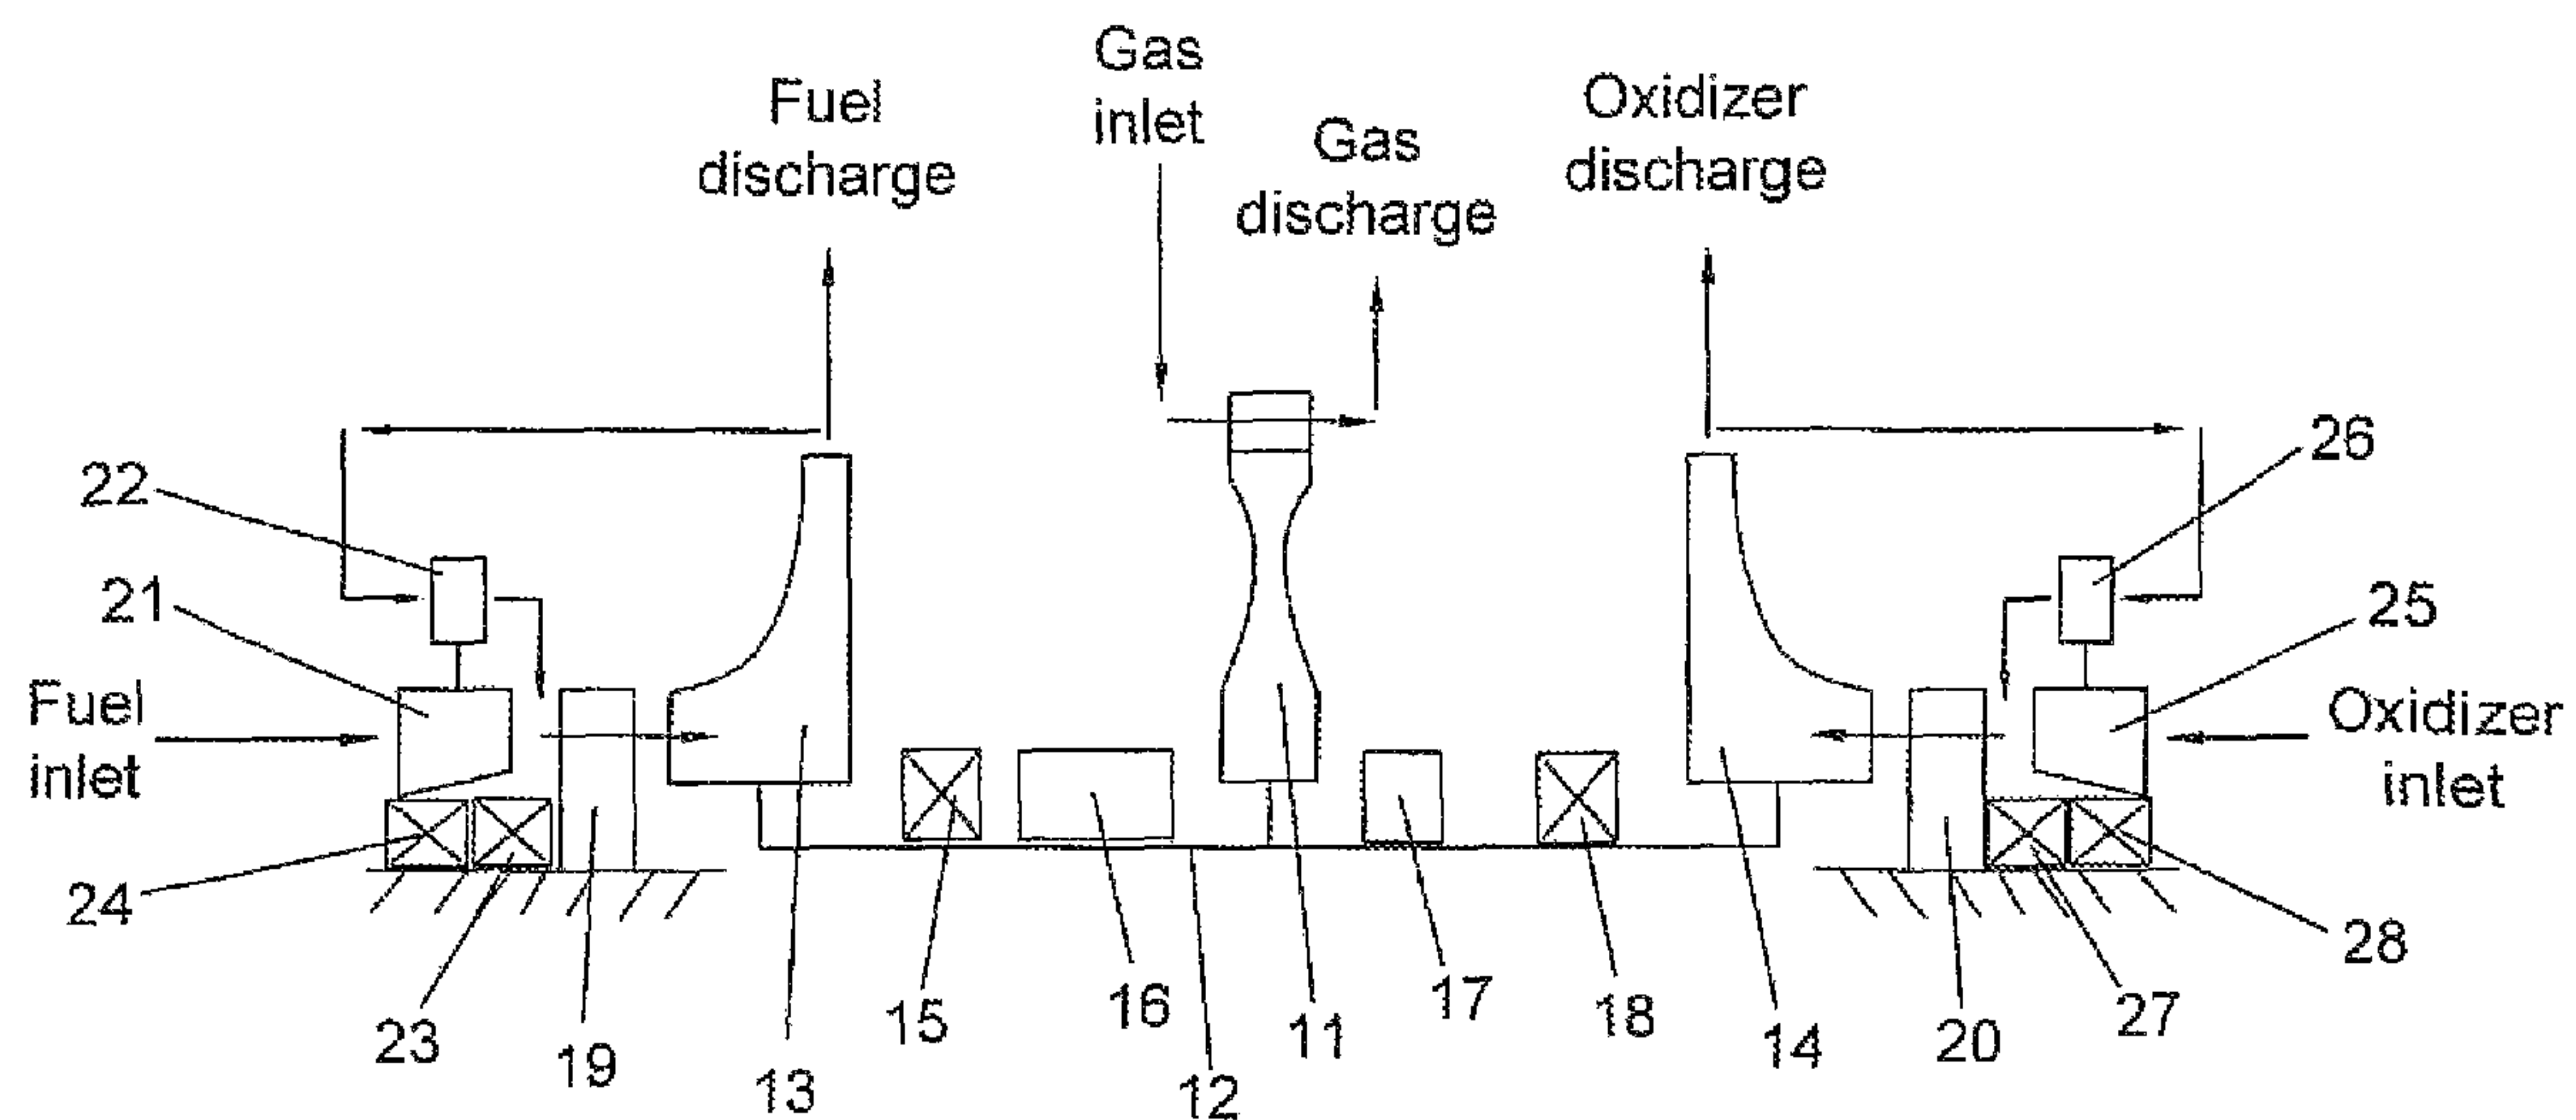 Gas
inlet
Fuel
discharge
Gas
discharge
Oxidizer
discharge
22
26
21
25
Fuel
inlet
Oxidizer
inlet
24
28
23
19
13
15
16
12
11
17
18
14
20
27